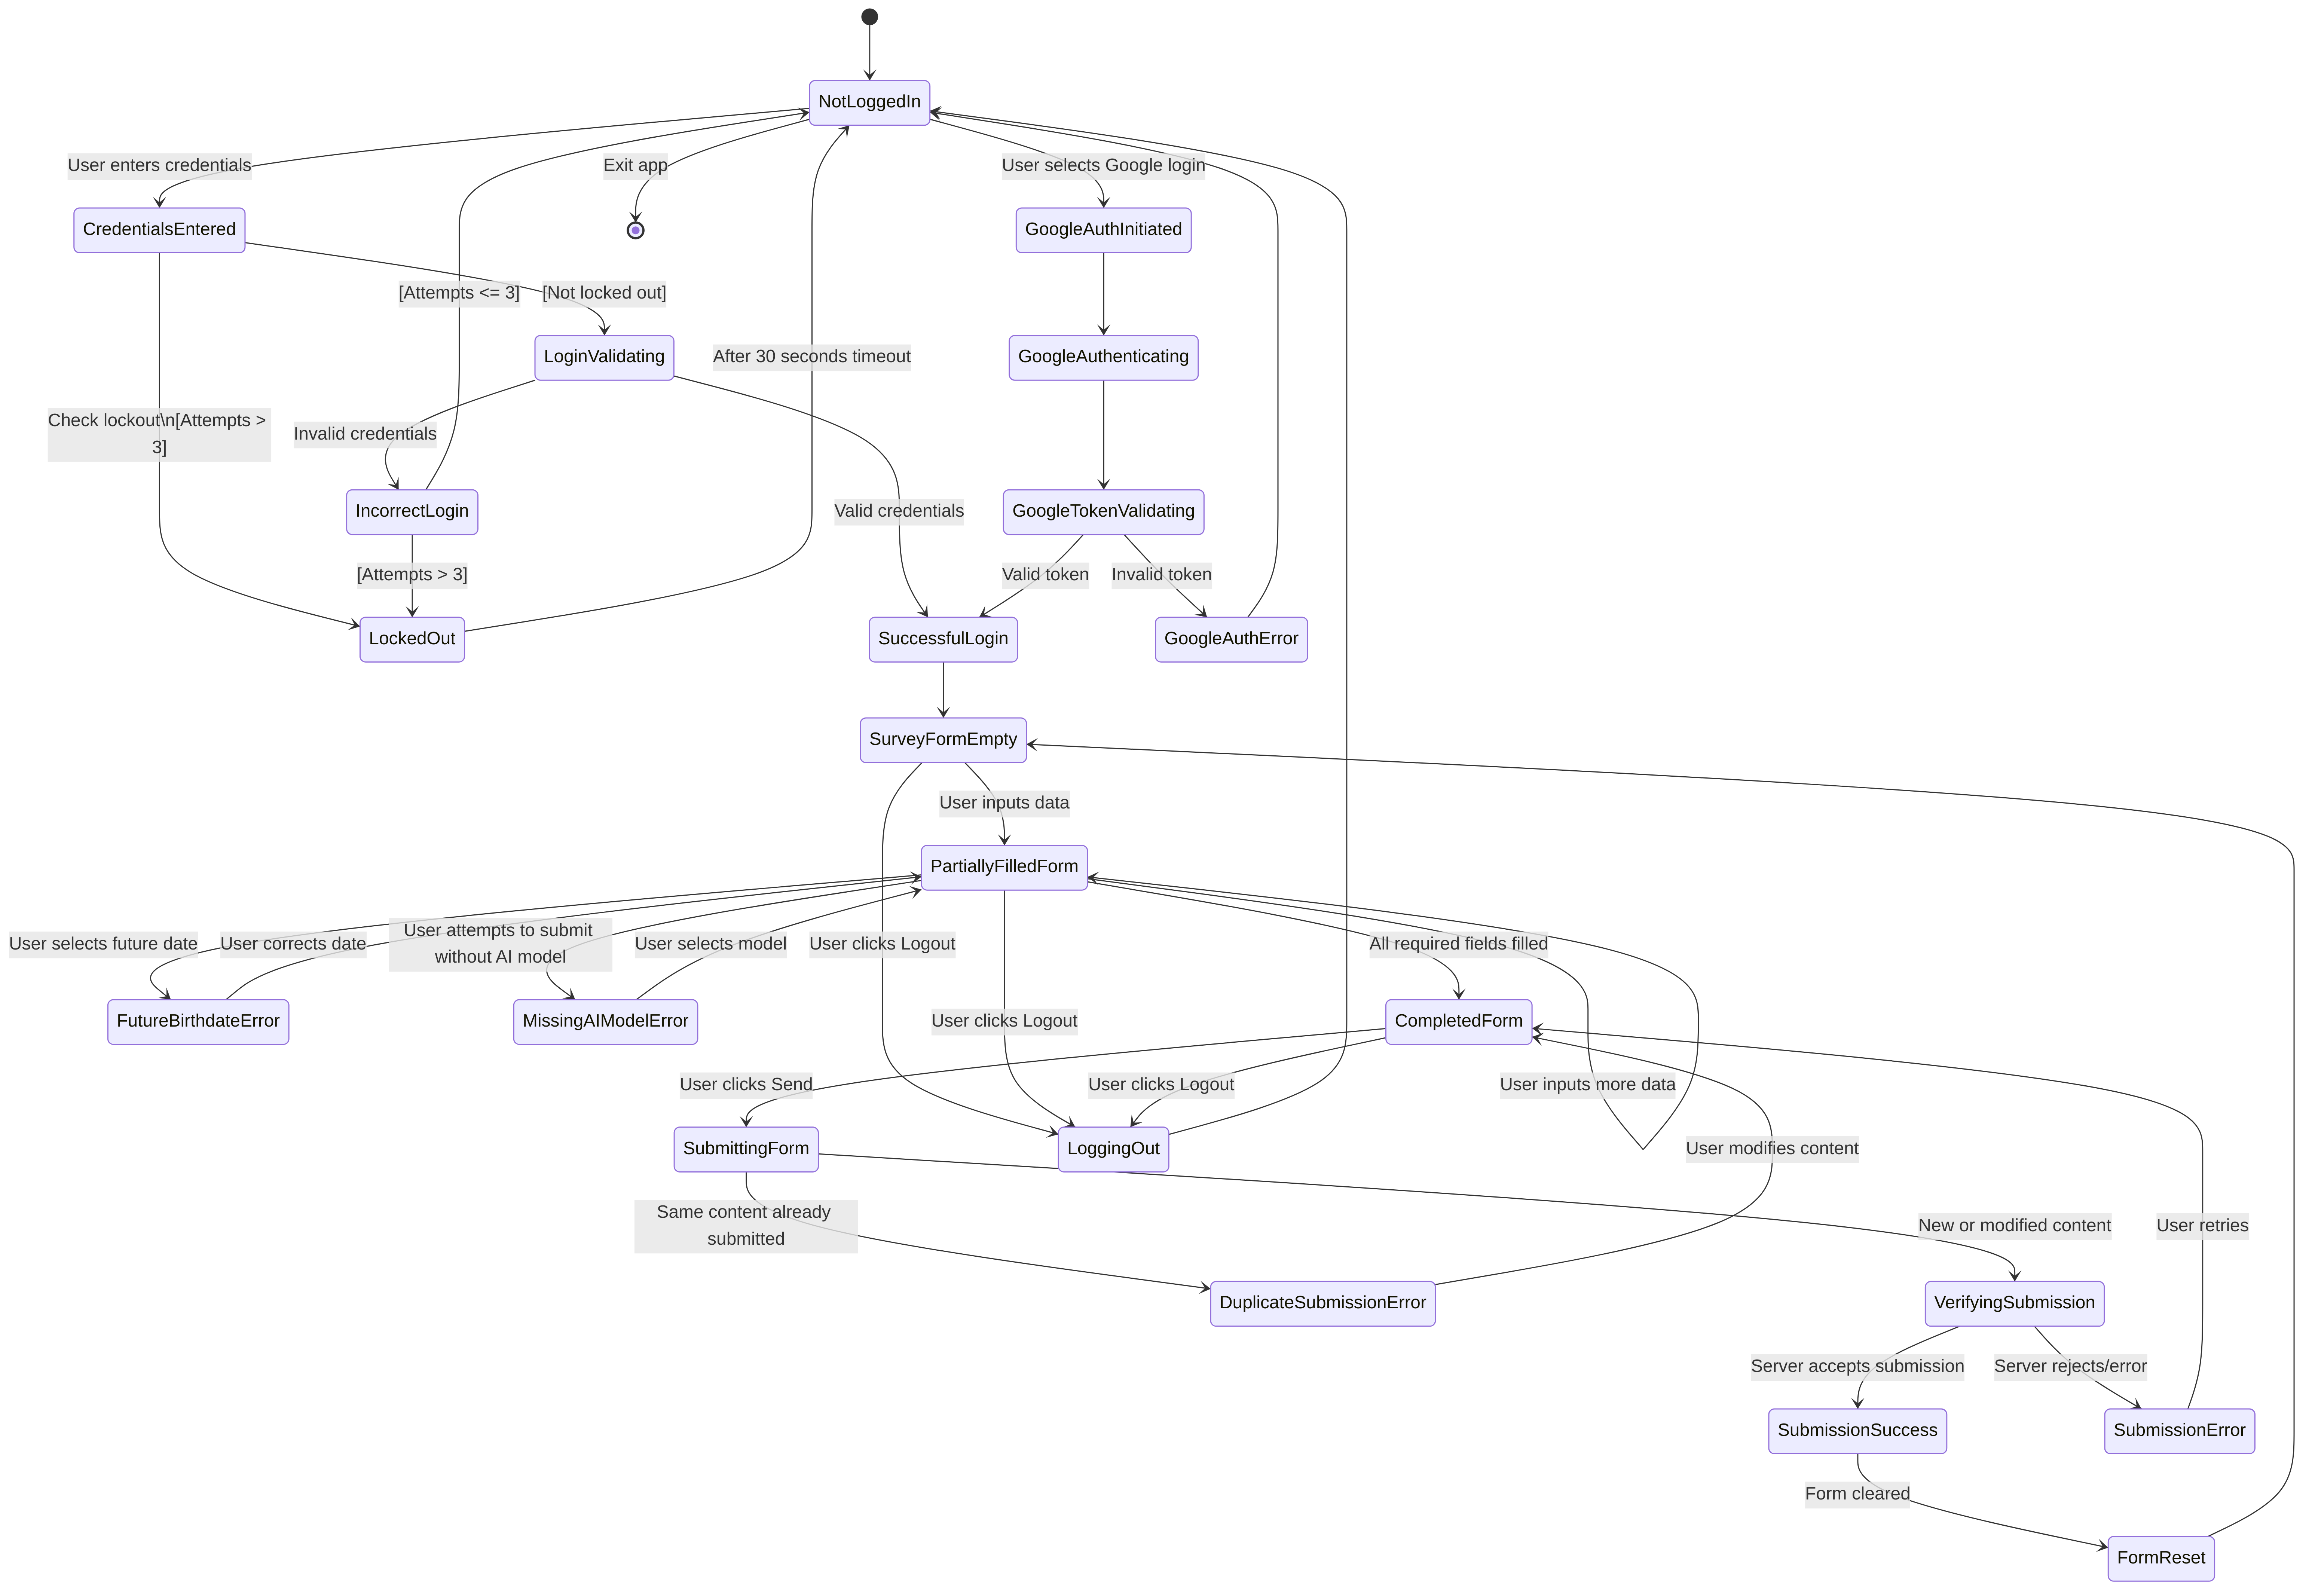 NotLoggedIn
User enters credentials
Exit app
User selects Google login
CredentialsEntered
GoogleAuthInitiated
[Attempts <= 3]
[Not locked out]
LoginValidating
After 30 seconds timeout
GoogleAuthenticating
Check lockout\n[Attempts >
3]
Invalid credentials
IncorrectLogin
Valid credentials
GoogleTokenValidating
[Attempts > 3]
Valid token
Invalid token
LockedOut
SuccessfulLogin
GoogleAuthError
SurveyFormEmpty
User inputs data
PartiallyFilledForm
User selects future date
User corrects date
User attempts to submit
without AI model
User selects model
User clicks Logout
All required fields filled
FutureBirthdateError
MissingAIModelError
User clicks Logout
CompletedForm
User clicks Send
User clicks Logout
User inputs more data
SubmittingForm
LoggingOut
User modifies content
Same content already
submitted
New or modified content
User retries
DuplicateSubmissionError
VerifyingSubmission
Server accepts submission
Server rejects/error
SubmissionSuccess
SubmissionError
Form cleared
FormReset